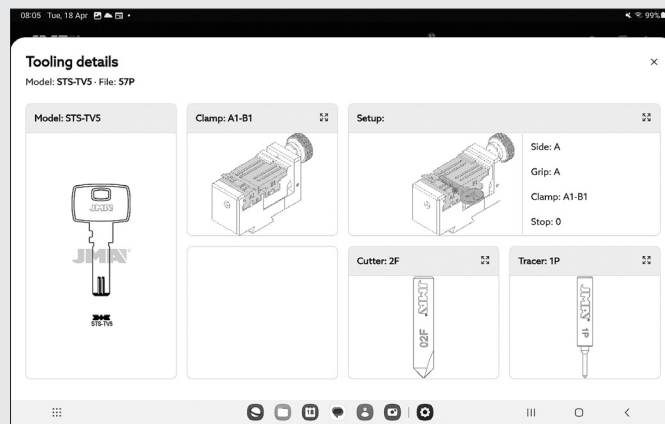 08:05 Tue, 18 Apr
99%
Tooling details
Model: STS-TV5 · File: 57P
Model: STS-TV5
JMA
JMA
STS-TV5
Clamp: A1-B1
Setup:
Side: A
Grip: A
Clamp: A1-B1
Stop: 0
Cutter: 2F
JMA
02F
Tracer: 1P
JMA
1P
18